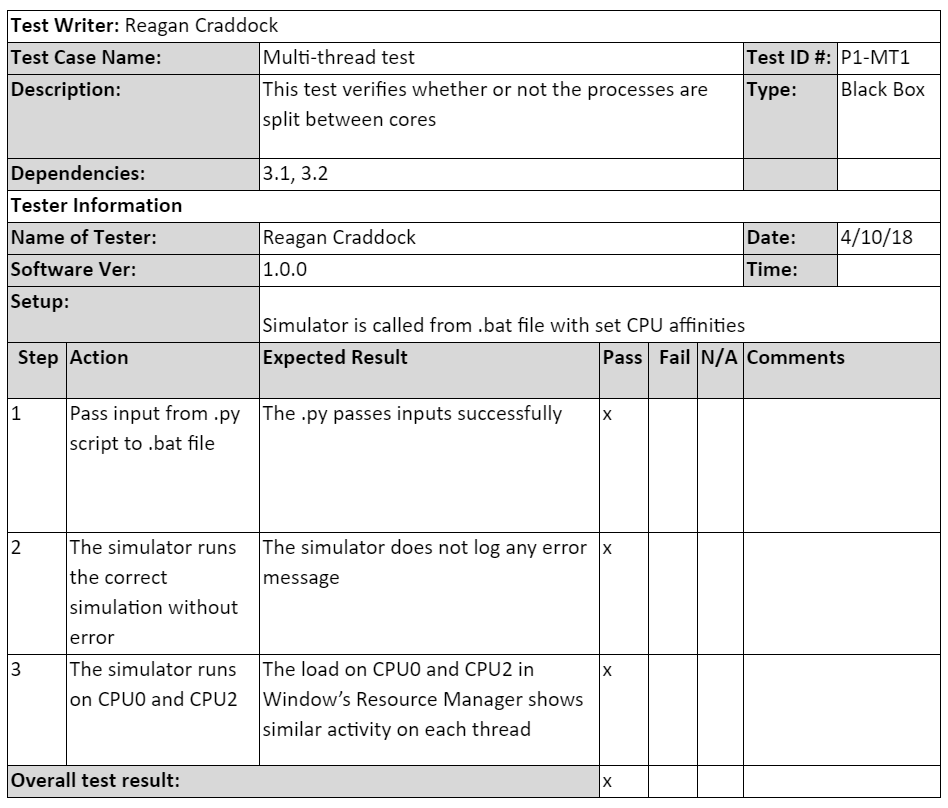 Test Writer: Reagan Craddock
Test Case Name: Multi-thread test Test ID #: P1-MT1
Description: This test verifies whether or not the processes are Type: Black Box
split between cores
Dependencies: 3.1, 3.2
Tester Information
Name of Tester: Reagan Craddock Date: 4/10/18
Software Ver: 1.0.0 Time:
Setup:
Simulator is called from .bat file with set CPU affinities
Step Action Expected Result Pass Fail N/A Comments
1 Pass input from .py The .py passes inputs successfully x
script to .bat file
2 The simulator runs The simulator does not log any error x
the correct message
simulation without
error
3 The simulator runs The load on CPU0 and CPU2 in x
on CPU0 and CPU2 Window’s Resource Manager shows
similar activity on each thread
Overall test result: x